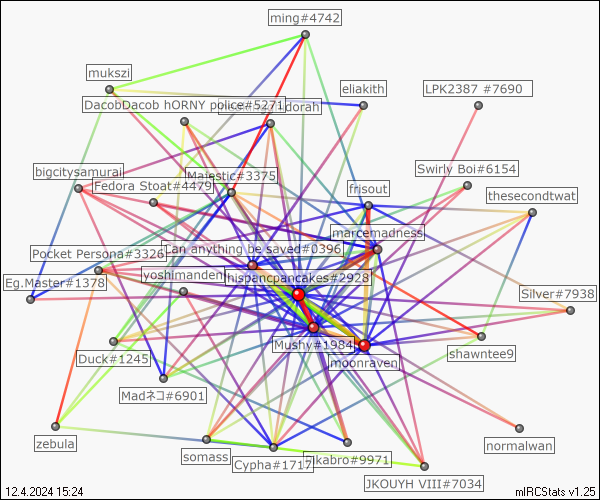 ming#4742
mukszi
eliakith
LPK2387 #7690
DacobDacob hORNY police#5271
dorah
bigcitysamurai
Majestic#3375
Swirly Boi#6154
Fedora Stoat#4479
frjsout
thesecondtwat
marcemadness
Pocket Persona#3326
Can anything be saved#0396
yoshimanden
hispancpancakes#2928
Eg.Master#1378
Silver#7938
Mushy#1984
Duck#1245
moonraven
shawntee9
Madネコ#6901
zebula
somass
Cypha#1717
lkabro#9971
normalwan
JKOUYH VIII#7034
12.4.2024 15:24
mIRCStats v1.25